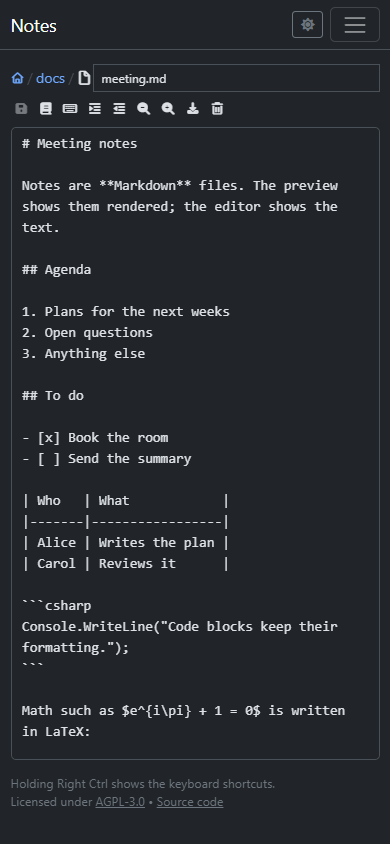 Notes
/ docs / meeting.md
# Meeting notes
Notes are **Markdown** files. The preview
shows them rendered; the editor shows the
text.
## Agenda
1. Plans for the next weeks
2. Open questions
3. Anything else
## To do
- [x] Book the room
- [ ] Send the summary
| Who   | What            |
|-------|-----------------|
| Alice | Writes the plan |
| Carol | Reviews it      |
```csharp
Console.WriteLine("Code blocks keep their
formatting.");
```
Math such as $e^{i\pi} + 1 = 0$ is written
in LaTeX:
Holding Right Ctrl shows the keyboard shortcuts.
Licensed under AGPL-3.0 • Source code